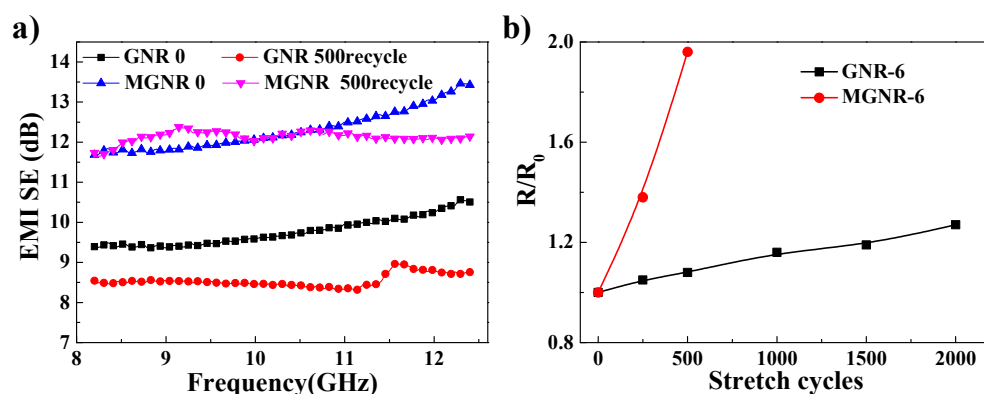 a)
EMI SE (dB)
14
13
12
11
10
9
8
7
GNR 0
GNR 500recycle
MGNR 0
MGNR 500recycle
8
9
10
11
12
Frequency(GHz)
b)
R/R0
2.0
1.6
1.2
0.8
GNR-6
MGNR-6
0
500
1000
1500
2000
Stretch cycles